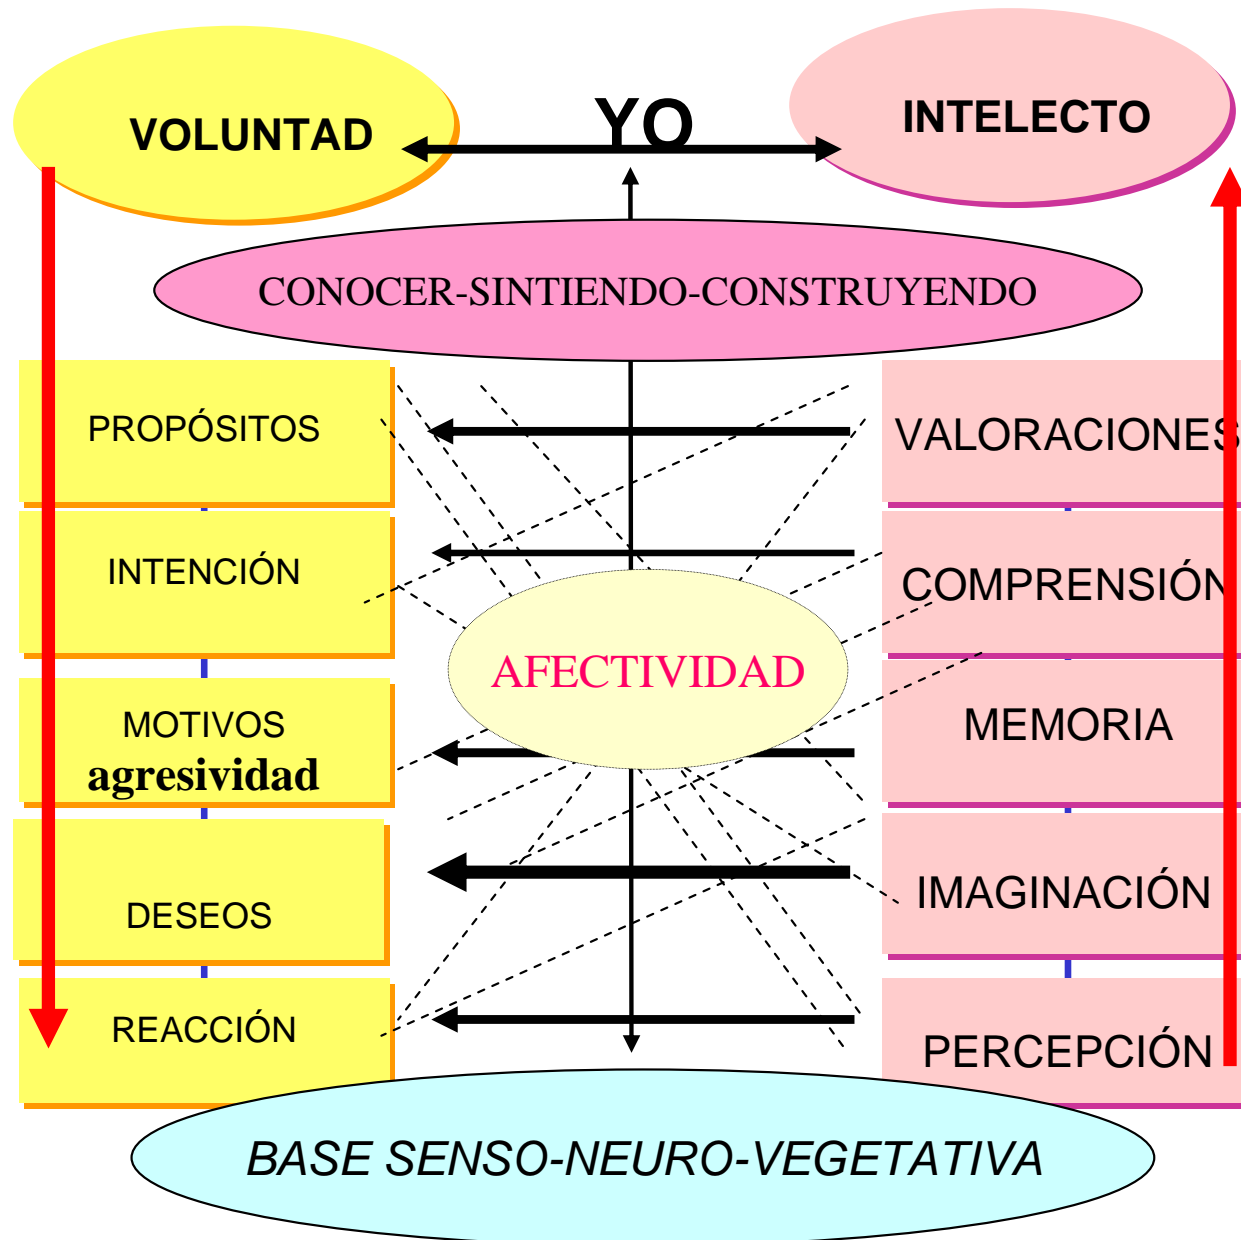 VOLUNTAD
YO
INTELECTO
CONOCER-SINTIENDO-CONSTRUYENDO
PROPÓSITOS
VALORACIONES
INTENCIÓN
COMPRENSIÓN
AFECTIVIDAD
MOTIVOS
agresividad
MEMORIA
DESEOS
IMAGINACIÓN
REACCIÓN
PERCEPCIÓN
BASE SENSO-NEURO-VEGETATIVA